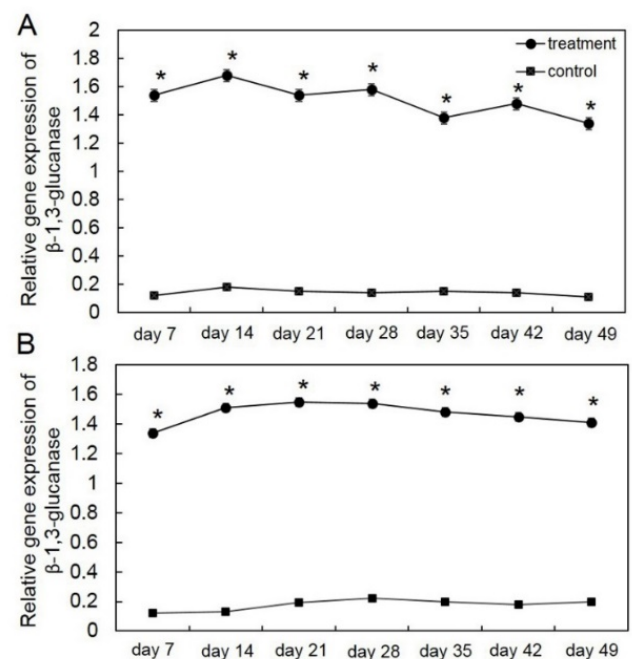 A
Relative gene expression of
β-1,3-glucanase
2
1.8
1.6
1.4
1.2
1
0.8
0.6
0.4
0.2
0
treatment
control
* * * * * * *
day 7 day 14 day 21 day 28 day 35 day 42 day 49
B
Relative gene expression of
β-1,3-glucanase
1.8
1.6
1.4
1.2
1
0.8
0.6
0.4
0.2
0
* * * * * * *
day 7 day 14 day 21 day 28 day 35 day 42 day 49